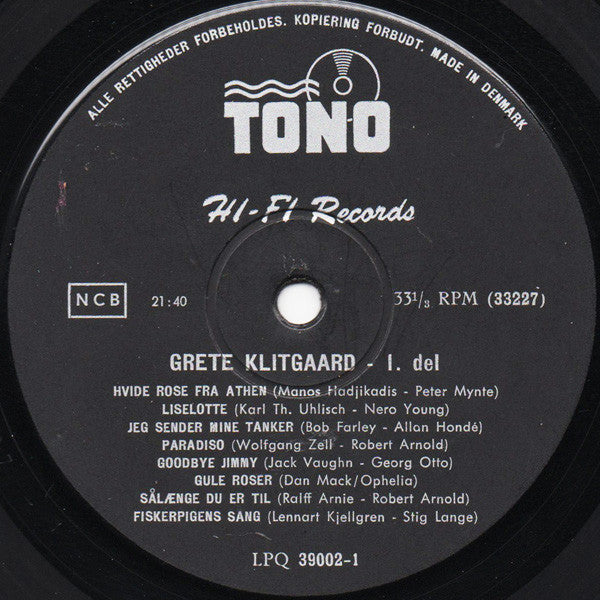 ALLE RETTIGHEDER FORBEHOLDES. KOPIERING FORBUDT. MADE IN DENMARK
TONO
HI-FI Records
NCB 21:40 33 1/3 RPM (33227)
GRETE KLITGAARD - 1. del
HVIDE ROSE FRA ATHEN (Manos Hadjikadis - Peter Mynte)
LISELOTTE (Karl Th. Uhlisch - Nero Young)
JEG SENDER MINE TANKER (Bob Farley - Allan Hondé)
PARADISO (Wolfgang Zell - Robert Arnold)
GOODBYE JIMMY (Jack Vaughn - Georg Otto)
GULE ROSER (Dan Mack/Ophelia)
SÅLÆNGE DU ER TIL (Ralff Arnie - Robert Arnold)
FISKERPIGENS SANG (Lennart Kjellgren - Stig Lange)
LPQ 39002-1